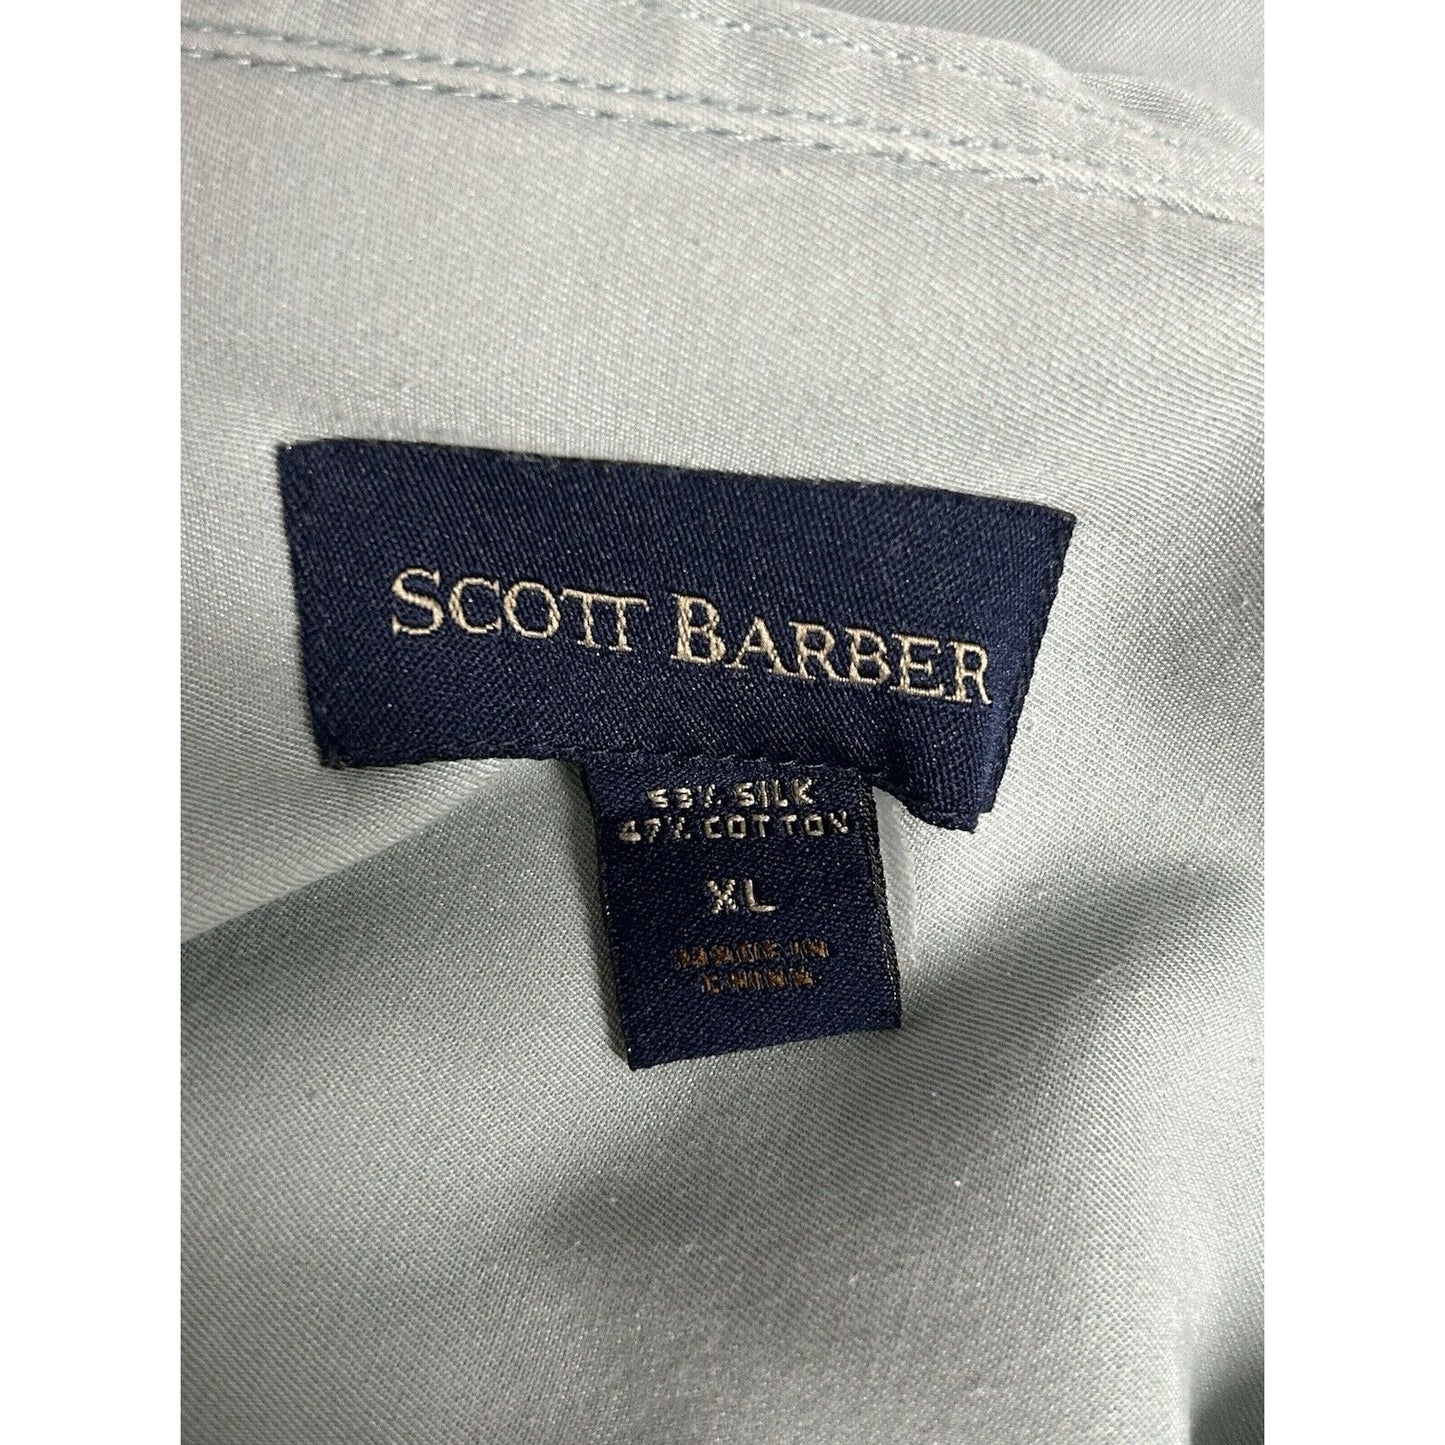 SCOTT BARBER
53% SILK
47% COTTON
XL
MADE IN
CHINA